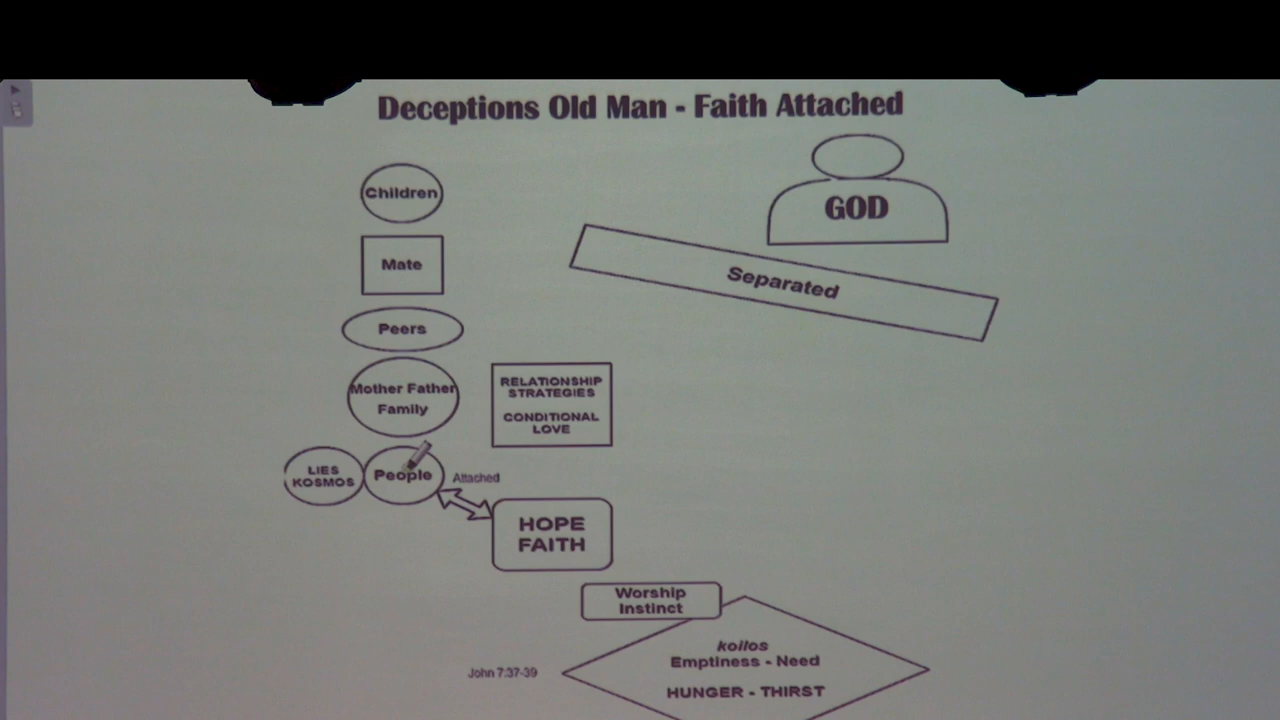 Deceptions Old Man - Faith Attached
Children
GOD
Mate
Separated
Peers
Mother Father
Family
RELATIONSHIP
STRATEGIES
CONDITIONAL
LOVE
LIES
KOSMOS
People
Attached
HOPE
FAITH
Worship
Instinct
koilos
Emptiness - Need
John 7:37-39
HUNGER - THIRST